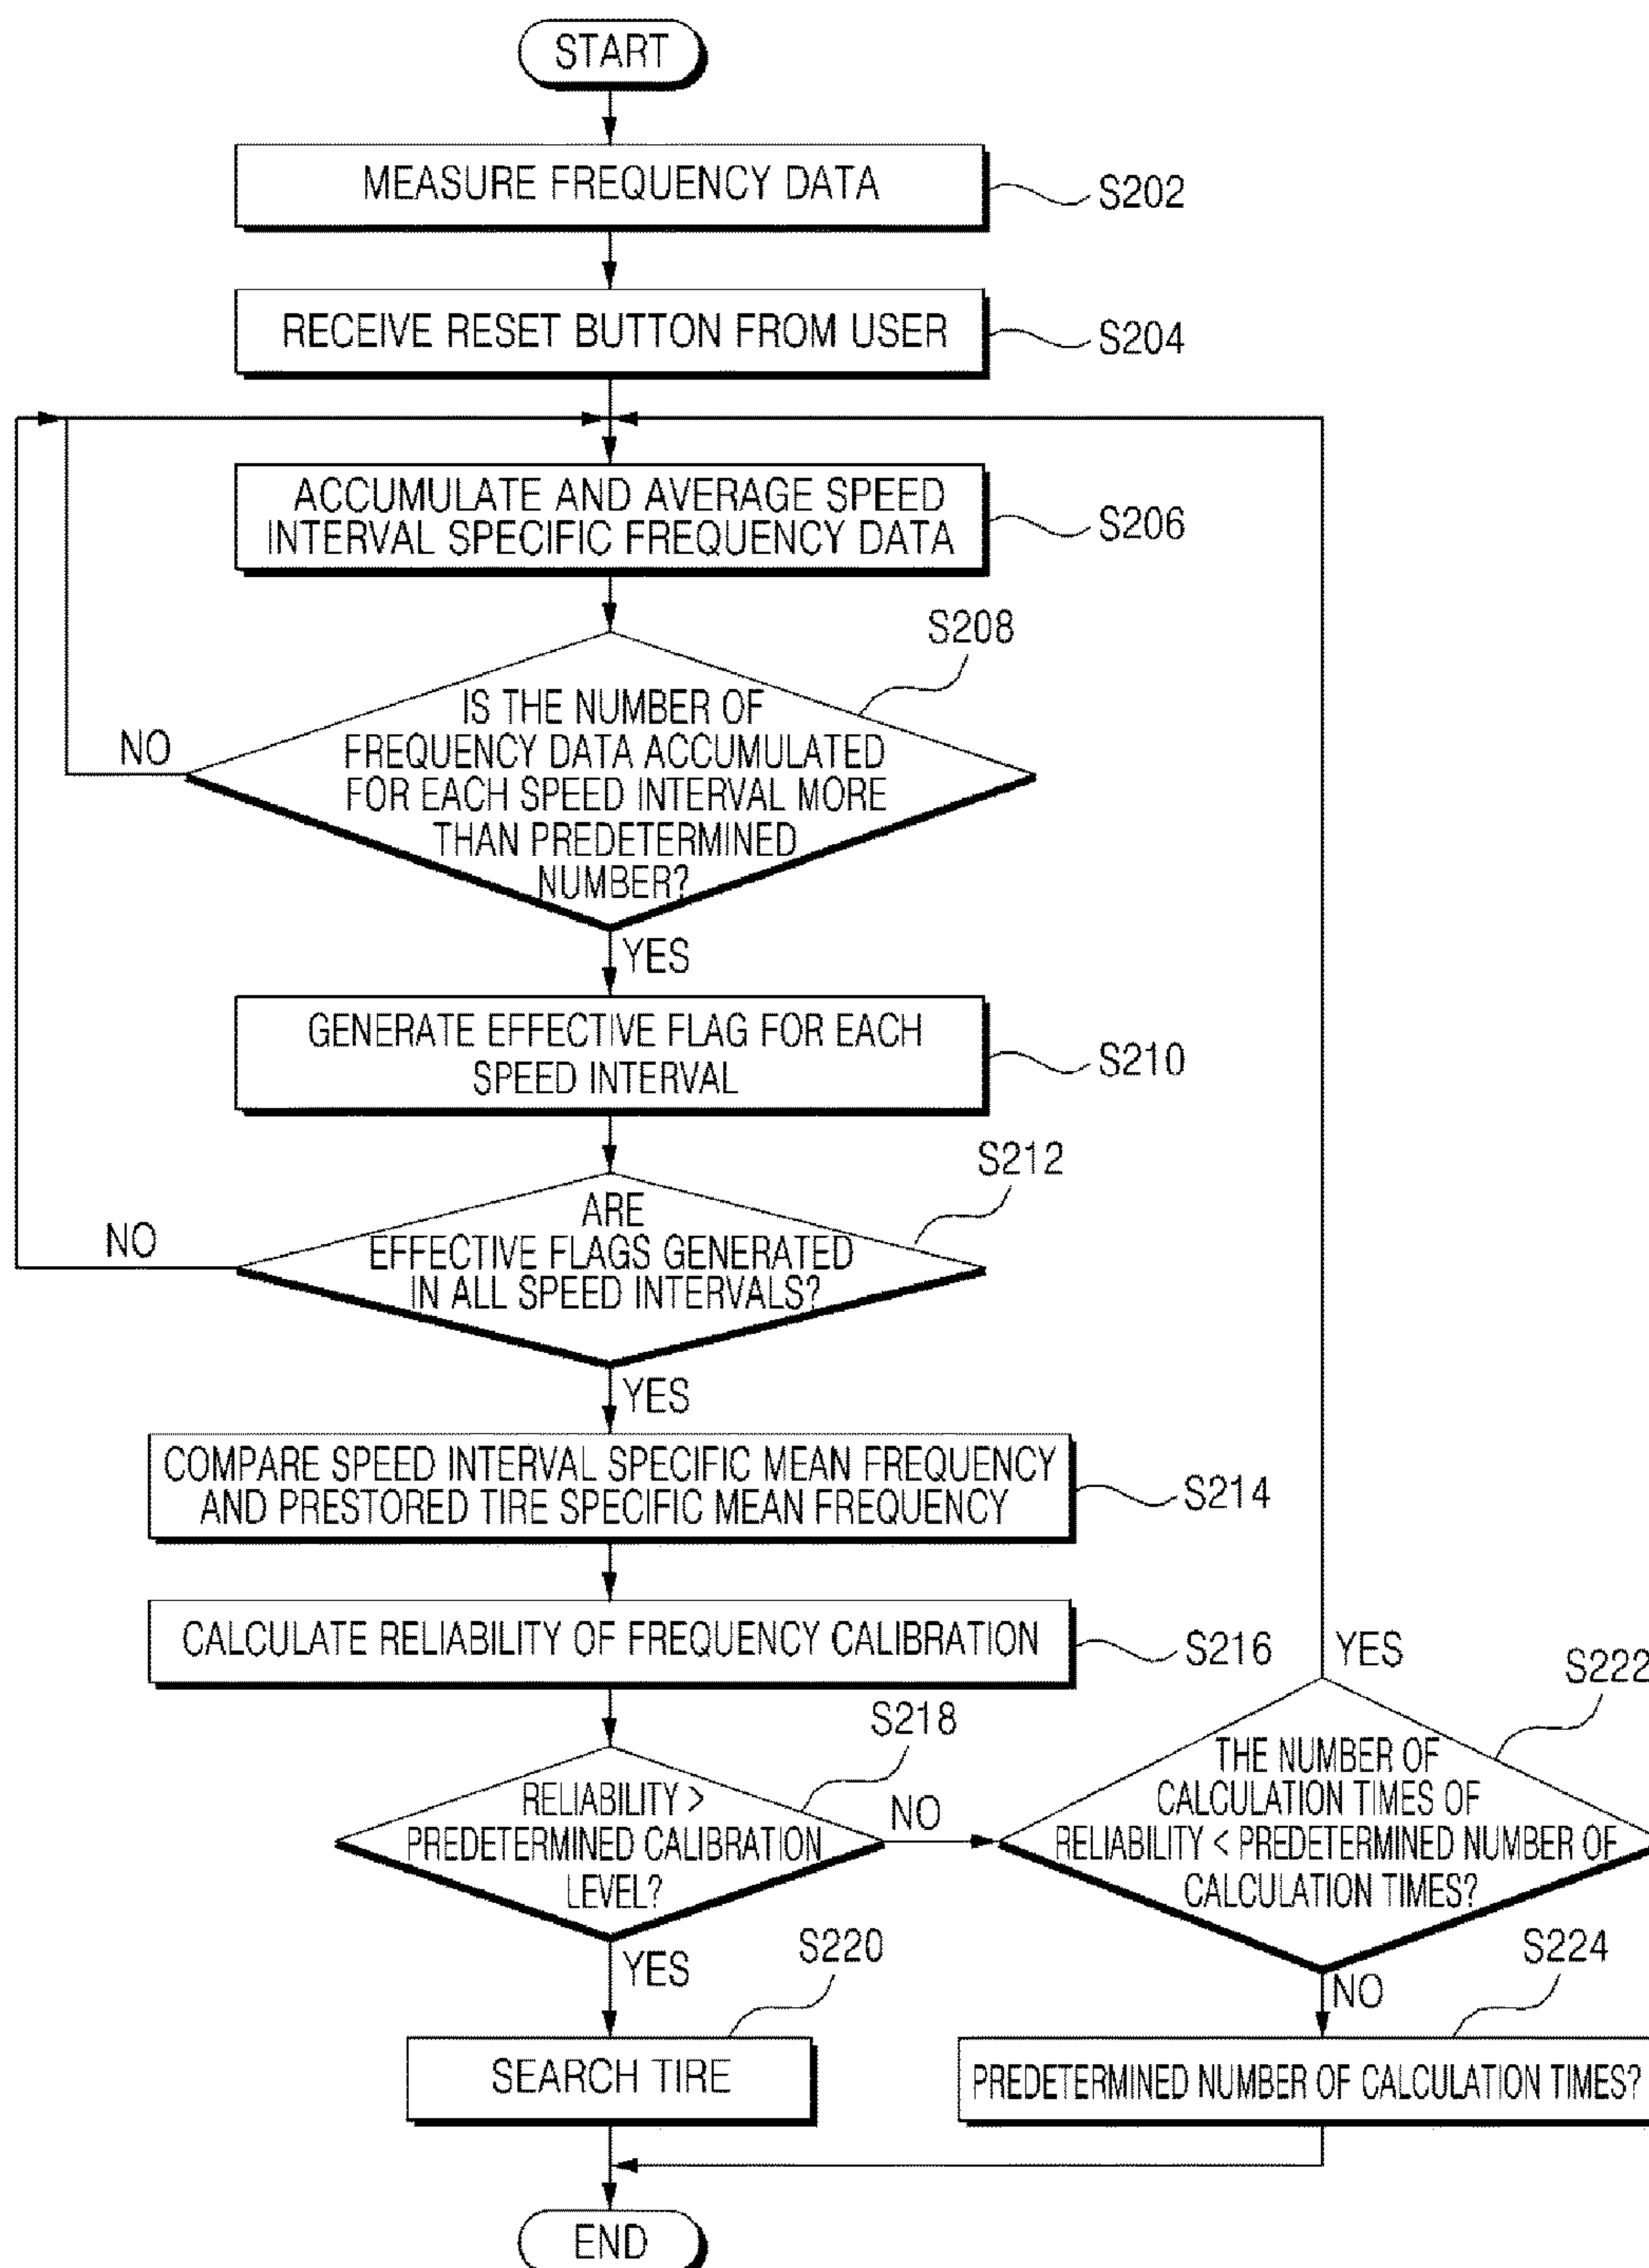 START
MEASURE FREQUENCY DATA
S202
RECEIVE RESET BUTTON FROM USER
S204
ACCUMULATE AND AVERAGE SPEED
INTERVAL SPECIFIC FREQUENCY DATA
S206
S208
IS THE NUMBER OF
FREQUENCY DATA ACCUMULATED
FOR EACH SPEED INTERVAL MORE
THAN PREDETERMINED
NUMBER?
NO
YES
GENERATE EFFECTIVE FLAG FOR EACH
SPEED INTERVAL
S210
S212
ARE
EFFECTIVE FLAGS GENERATED
IN ALL SPEED INTERVALS?
NO
YES
COMPARE SPEED INTERVAL SPECIFIC MEAN FREQUENCY
AND PRESTORED TIRE SPECIFIC MEAN FREQUENCY
S214
CALCULATE RELIABILITY OF FREQUENCY CALIBRATION
S216
S218
RELIABILITY >
PREDETERMINED CALIBRATION
LEVEL?
NO
YES
YES
S222
THE NUMBER OF
CALCULATION TIMES OF
RELIABILITY < PREDETERMINED NUMBER OF
CALCULATION TIMES?
NO
S220
SEARCH TIRE
S224
PREDETERMINED NUMBER OF CALCULATION TIMES?
END